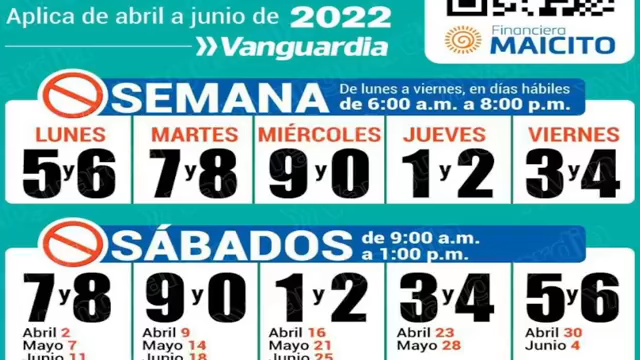 Aplica de abril a junio de 2022
Vanguardia
Financiera
MAICITO
SEMANA
De lunes a viernes, en días hábiles
de 6:00 a.m. a 8:00 p.m.
LUNES MARTES MIÉRCOLES JUEVES VIERNES
5 y 6 7 y 8 9 y 0 1 y 2 3 y 4
SÁBADOS
de 9:00 a.m.
a 1:00 p.m.
7 y 8 9 y 0 1 y 2 3 y 4 5 y 6
Abril 2 Abril 9 Abril 16 Abril 23 Abril 30
Mayo 7 Mayo 14 Mayo 21 Mayo 28 Junio 4
Junio 11 Junio 18 Junio 25